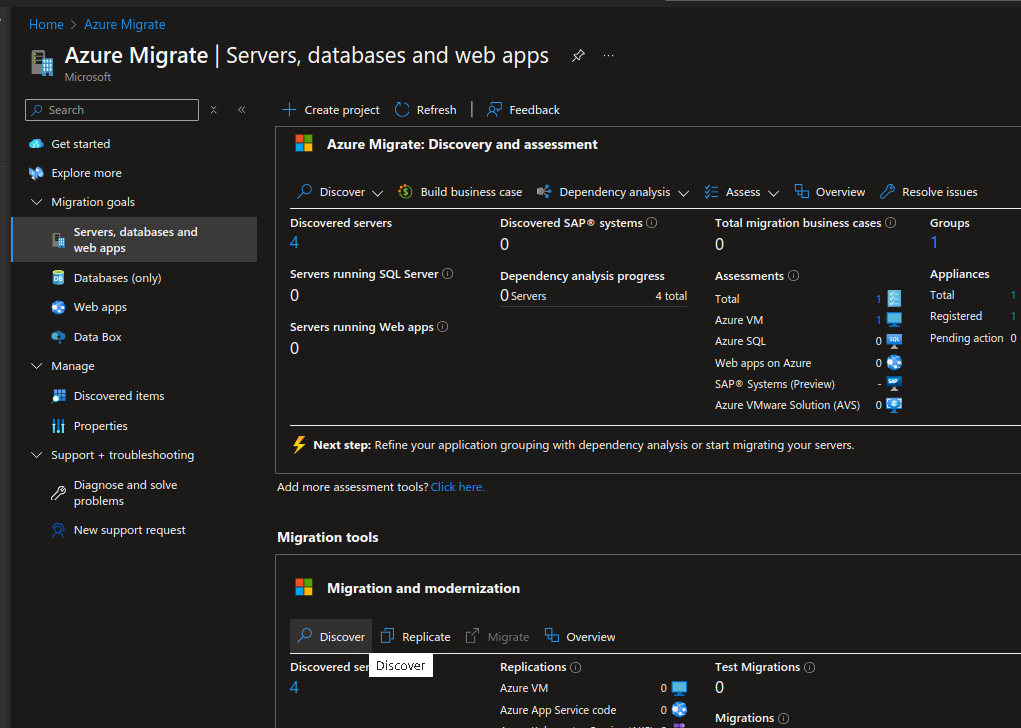 Home > Azure Migrate
Azure Migrate | Servers, databases and web apps
Microsoft
Search
Get started
Explore more
Migration goals
Servers, databases and
web apps
Databases (only)
Web apps
Data Box
Manage
Discovered items
Properties
Support + troubleshooting
Diagnose and solve
problems
New support request
Create project Refresh Feedback
Azure Migrate: Discovery and assessment
Discover Build business case Dependency analysis Assess Overview Resolve issues
Discovered servers
4
Servers running SQL Server
0
Servers running Web apps
0
Discovered SAP® systems
0
Dependency analysis progress
0 Servers 4 total
Total migration business cases
0
Assessments
Total 1
Azure VM 1
Azure SQL 0
Web apps on Azure 0
SAP® Systems (Preview) -
Azure VMware Solution (AVS) 0
Groups
1
Appliances
Total 1
Registered 1
Pending action 0
Next step: Refine your application grouping with dependency analysis or start migrating your servers.
Add more assessment tools? Click here.
Migration tools
Migration and modernization
Discover Replicate Migrate Overview
Discover
Discovered ser
4
Replications
Azure VM 0
Azure App Service code 0
Test Migrations
0
Migrations